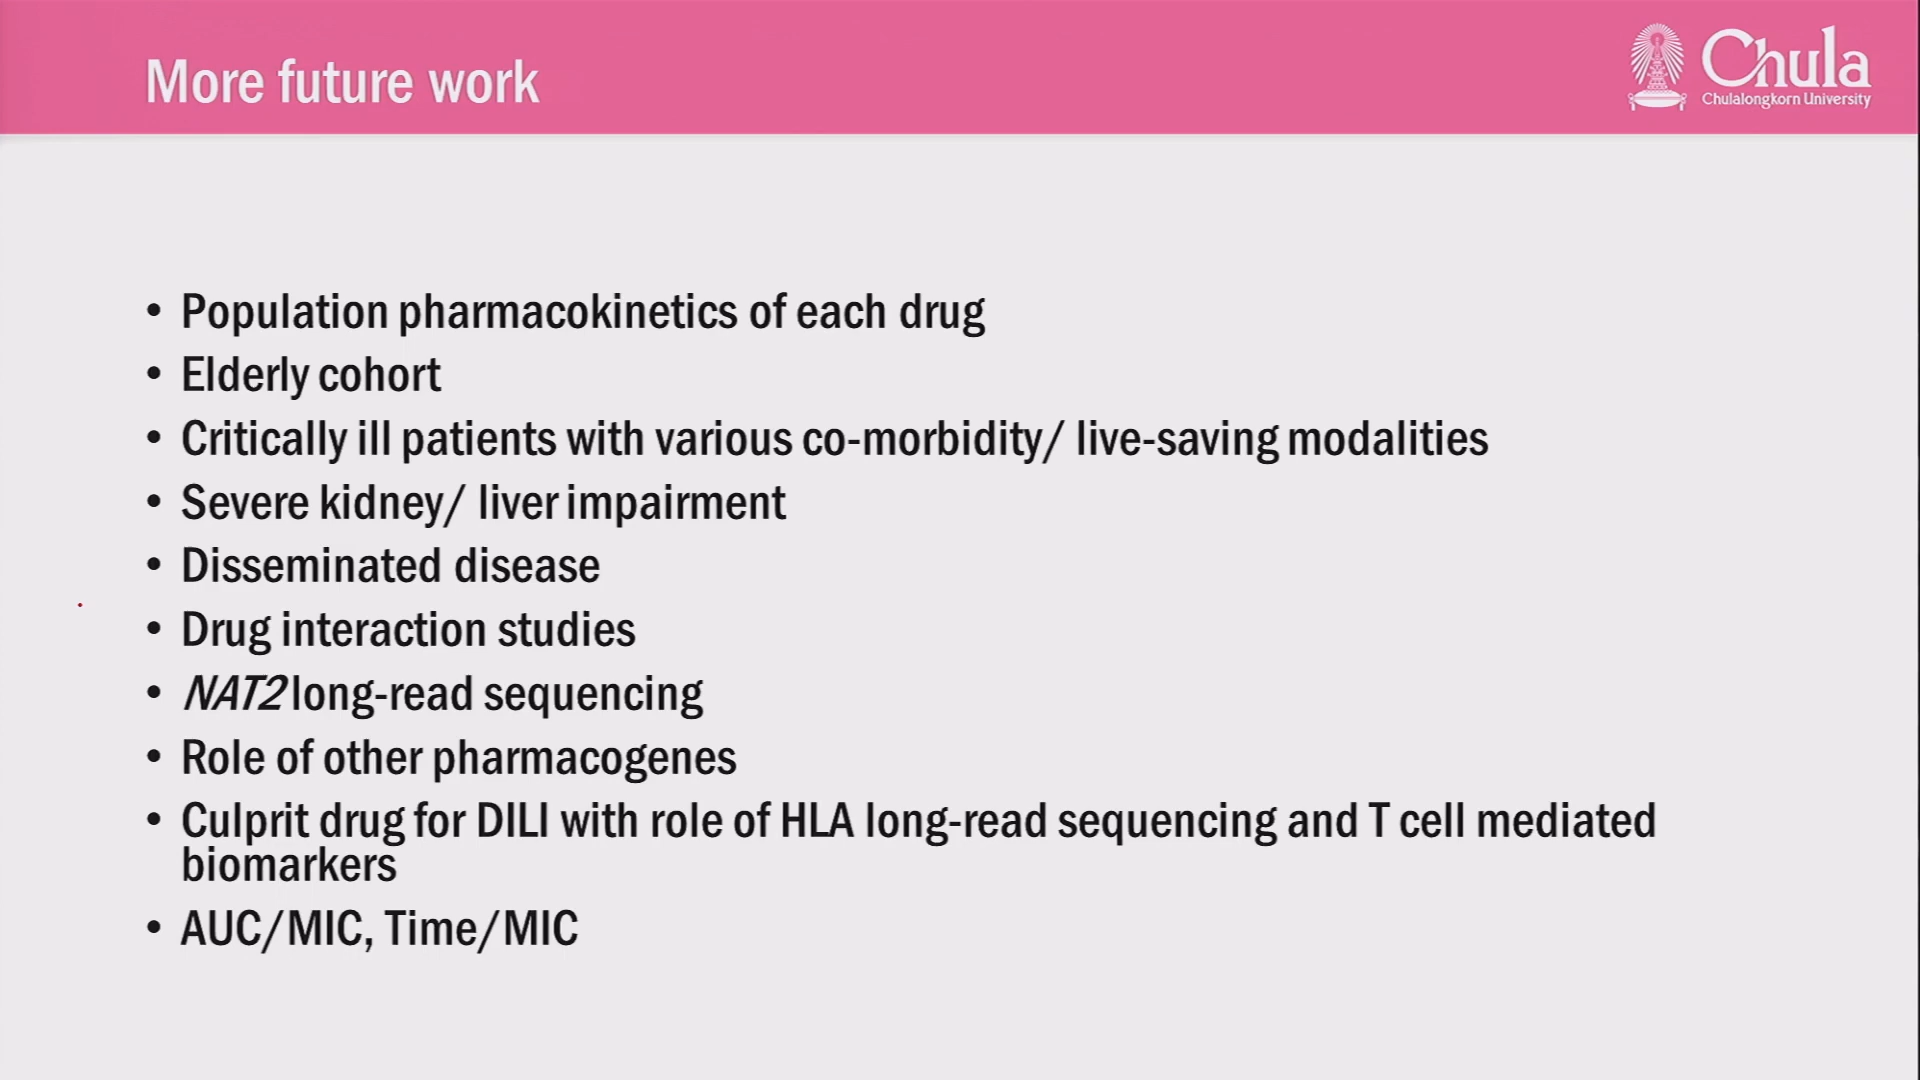 More future work
Chula
Chulalongkorn University
• Population pharmacokinetics of each drug
• Elderly cohort
• Critically ill patients with various co-morbidity/ live-saving modalities
• Severe kidney/ liver impairment
• Disseminated disease
• Drug interaction studies
• NAT2 long-read sequencing
• Role of other pharmacogenes
• Culprit drug for DILI with role of HLA long-read sequencing and T cell mediated
biomarkers
• AUC/MIC, Time/MIC